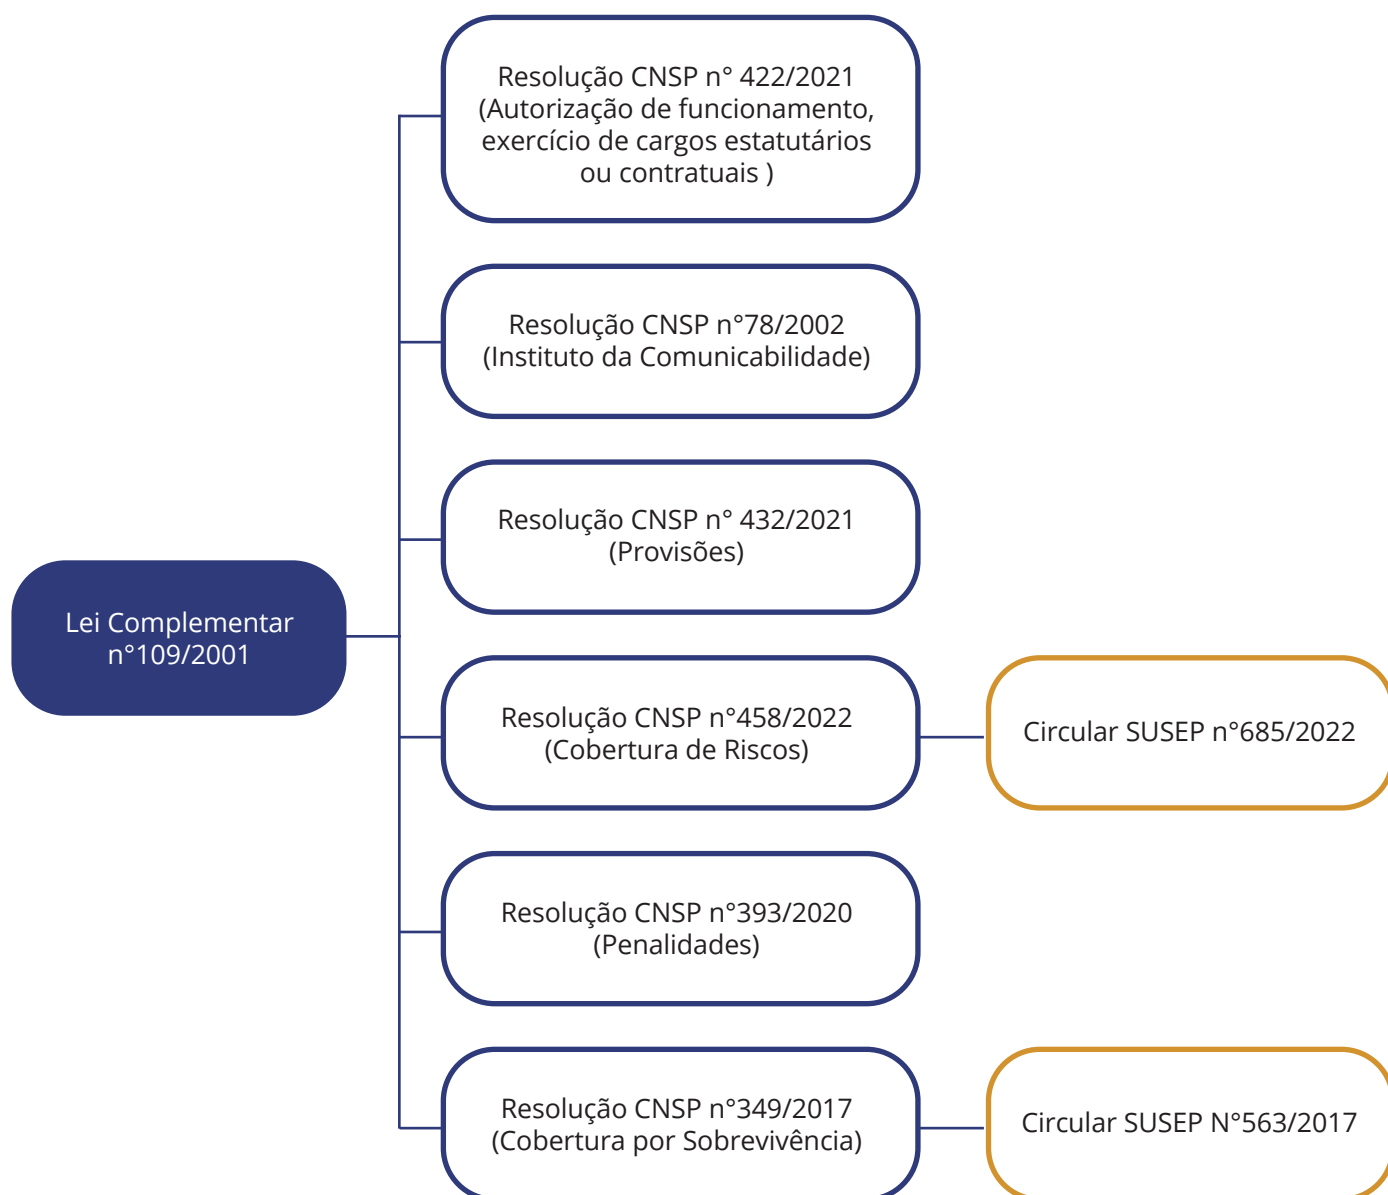 Resolução CNSP n° 422/2021
(Autorização de funcionamento,
exercício de cargos estatutários
ou contratuais )
Resolução CNSP n°78/2002
(Instituto da Comunicabilidade)
Resolução CNSP n° 432/2021
(Provisões)
Lei Complementar
n°109/2001
Resolução CNSP n°458/2022
(Cobertura de Riscos)
Circular SUSEP n°685/2022
Resolução CNSP n°393/2020
(Penalidades)
Resolução CNSP n°349/2017
(Cobertura por Sobrevivência)
Circular SUSEP N°563/2017